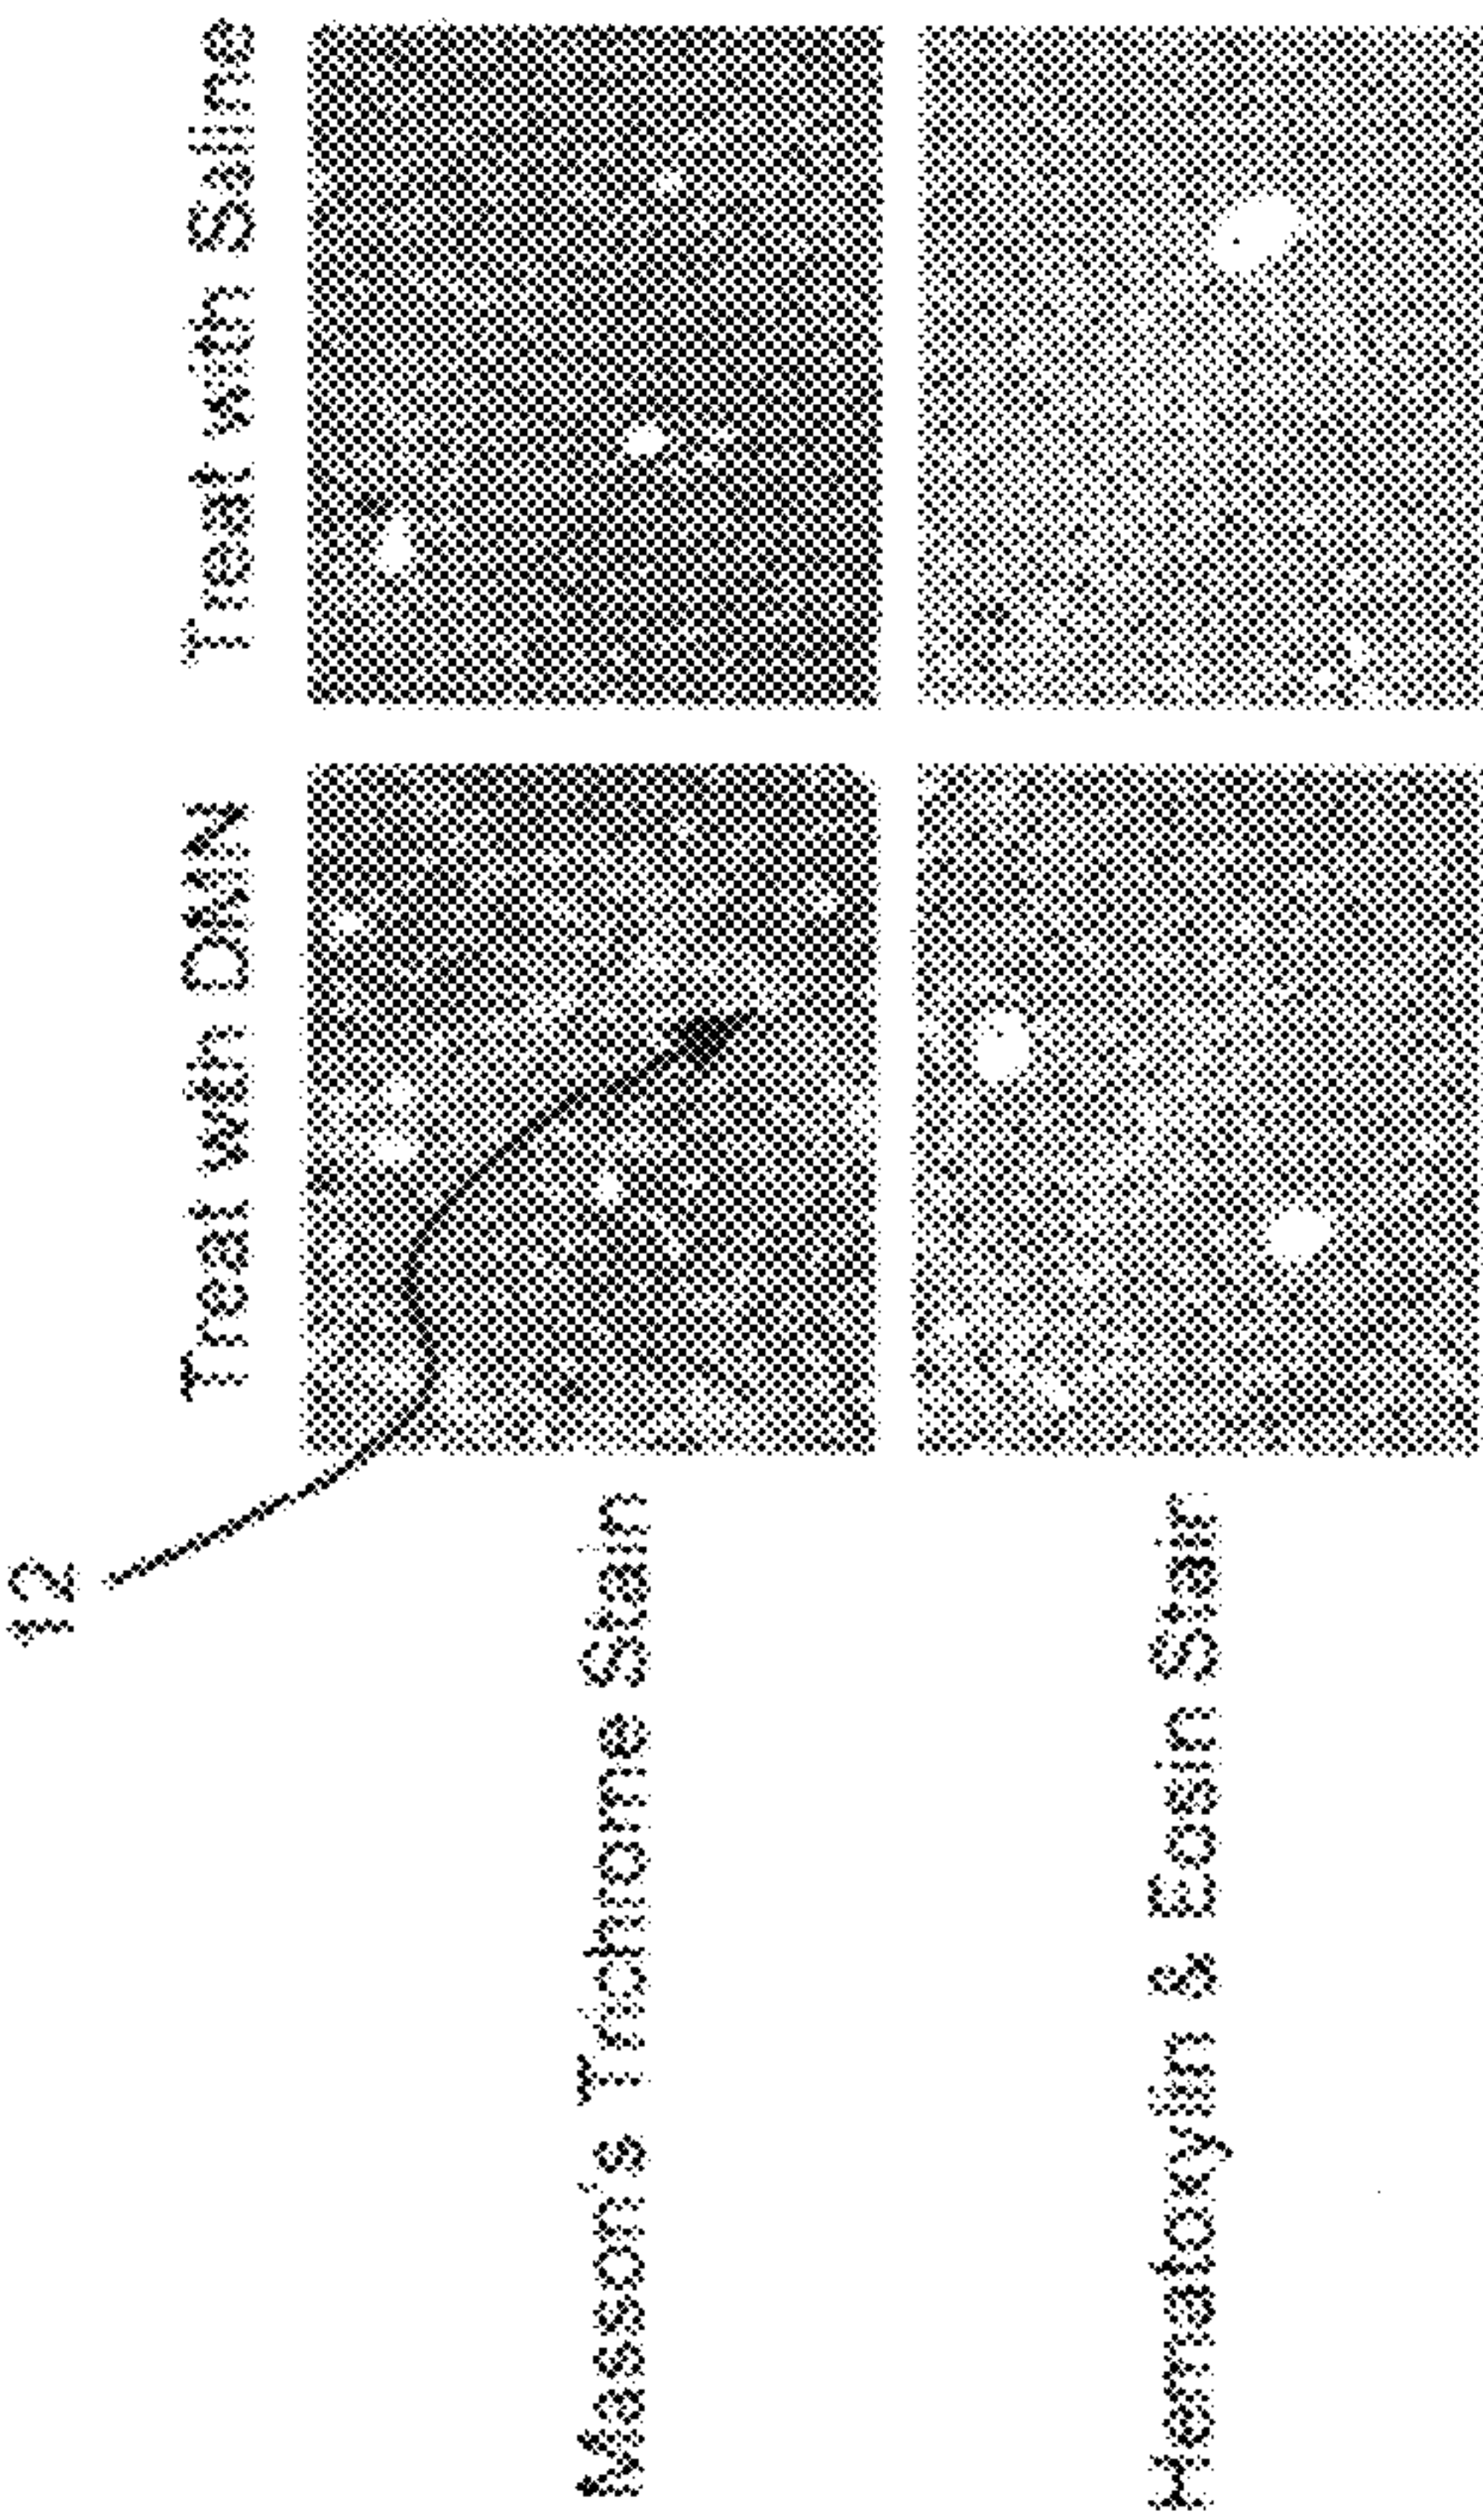 12
Treat with DMN Treat with Saline
Masson's Trichrome Stain
Hematoxylin & Eosin Stain